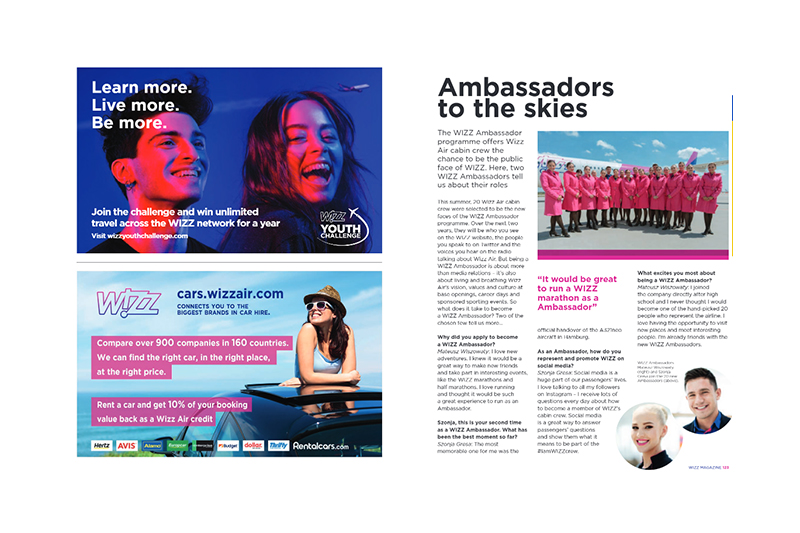 Learn more.
Live more.
Be more.
Join the challenge and win unlimited
travel across the WIZZ network for a year
Visit wizzyouthchallenge.com
WIZZ
YOUTH
CHALLENGE
WIZZ
cars.wizzair.com
CONNECTS YOU TO THE
BIGGEST BRANDS IN CAR HIRE.
Compare over 900 companies in 160 countries.
We can find the right car, in the right place,
at the right price.
Rent a car and get 10% of your booking
value back as a Wizz Air credit
Hertz AVIS Alamo Europcar Budget dollar. Thrifty Rentalcars.com
Ambassadors
to the skies
The WIZZ Ambassador
programme offers Wizz
Air cabin crew the
chance to be the public
face of WIZZ. Here, two
WIZZ Ambassadors tell
us about their roles
This summer, 20 Wizz Air cabin
crew were selected to be the new
faces of the WIZZ Ambassador
programme. Over the next two
years, they will be who you see
on the WIZZ website, the people
you speak to on Twitter and the
voices you hear on the radio
talking about Wizz Air. But being a
WIZZ Ambassador is about more
than media relations – it's also
about living and breathing Wizz
Air's vision, values and culture at
base openings, career days and
sponsored sporting events. So
what does it take to become
a WIZZ Ambassador? Two of the
chosen few tell us more...
Why did you apply to become
a WIZZ Ambassador?
Mateusz Wiszowaty: I love new
adventures. I knew it would be a
great way to make new friends
and take part in interesting events,
like the WIZZ marathons and
half marathons. I love running
and thought it would be such
a great experience to run as an
Ambassador.
Szonja, this is your second time
as a WIZZ Ambassador. What has
been the best moment so far?
Szonja Gresa: The most
memorable one for me was the
"It would be great
to run a WIZZ
marathon as a
Ambassador"
official handover of the A321neo
aircraft in Hamburg.
As an Ambassador, how do you
represent and promote WIZZ on
social media?
Szonja Gresa: Social media is a
huge part of our passengers' lives.
I love talking to all my followers
on Instagram – I receive lots of
questions every day about how
to become a member of WIZZ's
cabin crew. Social media
is a great way to answer
passengers' questions
and show them what it
means to be part of the
#IamWIZZcrew.
What excites you most about
being a WIZZ Ambassador?
Mateusz Wiszowaty: I joined
the company directly after high
school and I never thought I would
become one of the hand-picked 20
people who represent the airline. I
love having the opportunity to visit
new places and meet interesting
people. I'm already friends with the
new WIZZ Ambassadors.
WIZZ Ambassadors
Mateusz Wiszowaty
(right) and Szonja
Gresa
Ambassadors (above)
WIZZ MAGAZINE